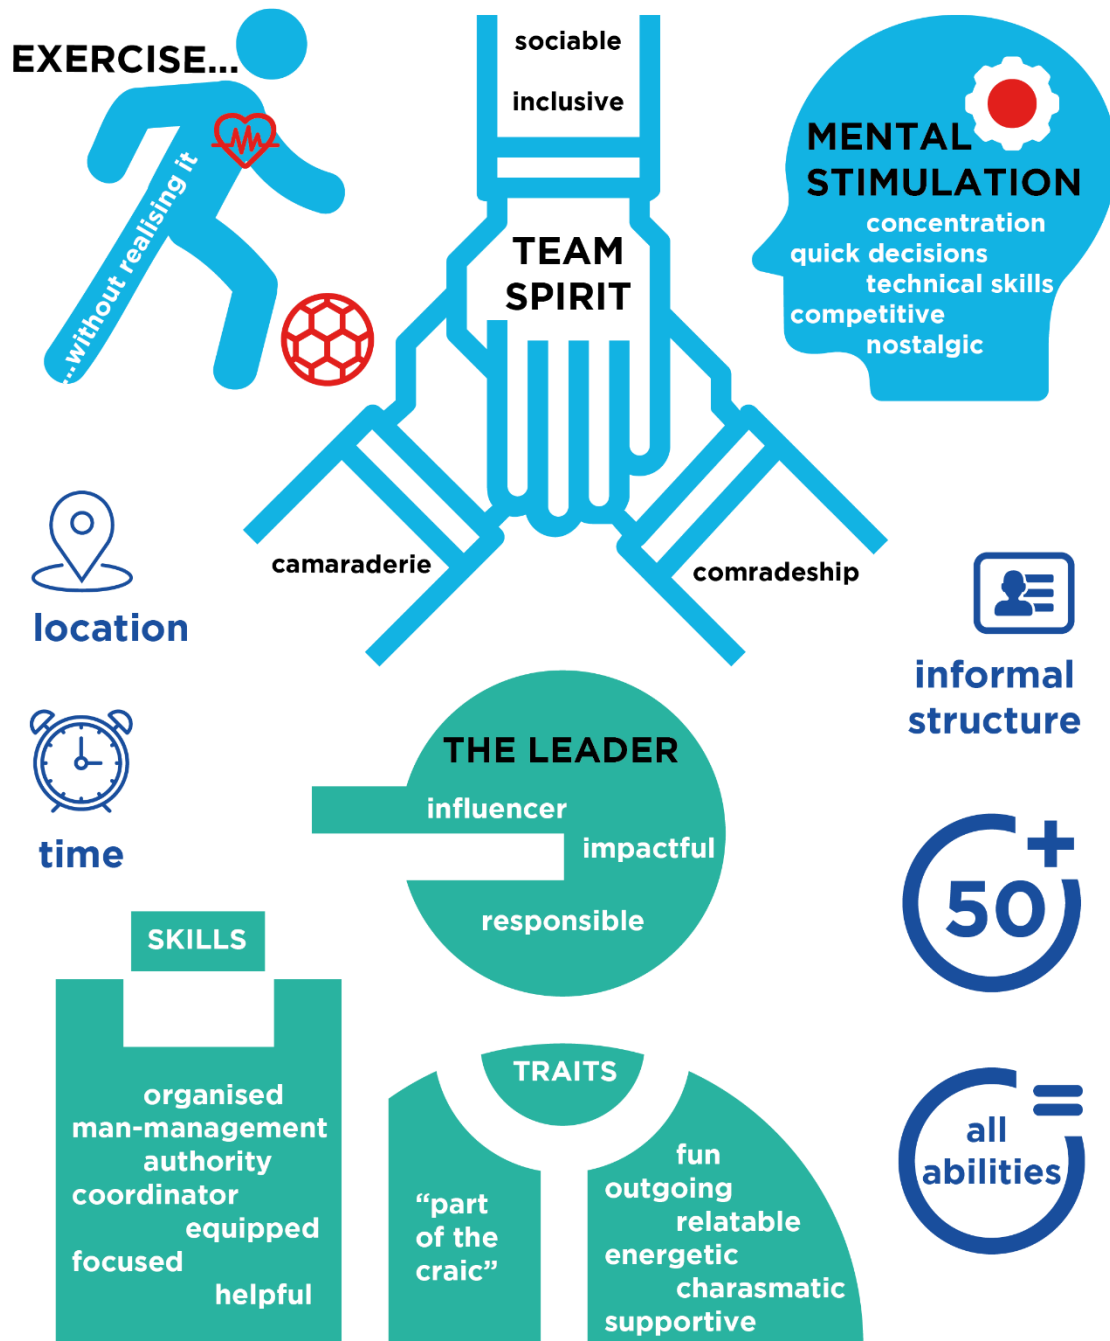 EXERCISE...
...without realising it
sociable
inclusive
TEAM
SPIRIT
camaraderie
comradeship
MENTAL
STIMULATION
concentration
quick decisions
technical skills
competitive
nostalgic
location
time
informal
structure
50+
all
abilities
=
THE LEADER
influencer
impactful
responsible
SKILLS
organised
man-management
authority
coordinator
equipped
focused
helpful
TRAITS
“part
of the
craic”
fun
outgoing
relatable
energetic
charasmatic
supportive